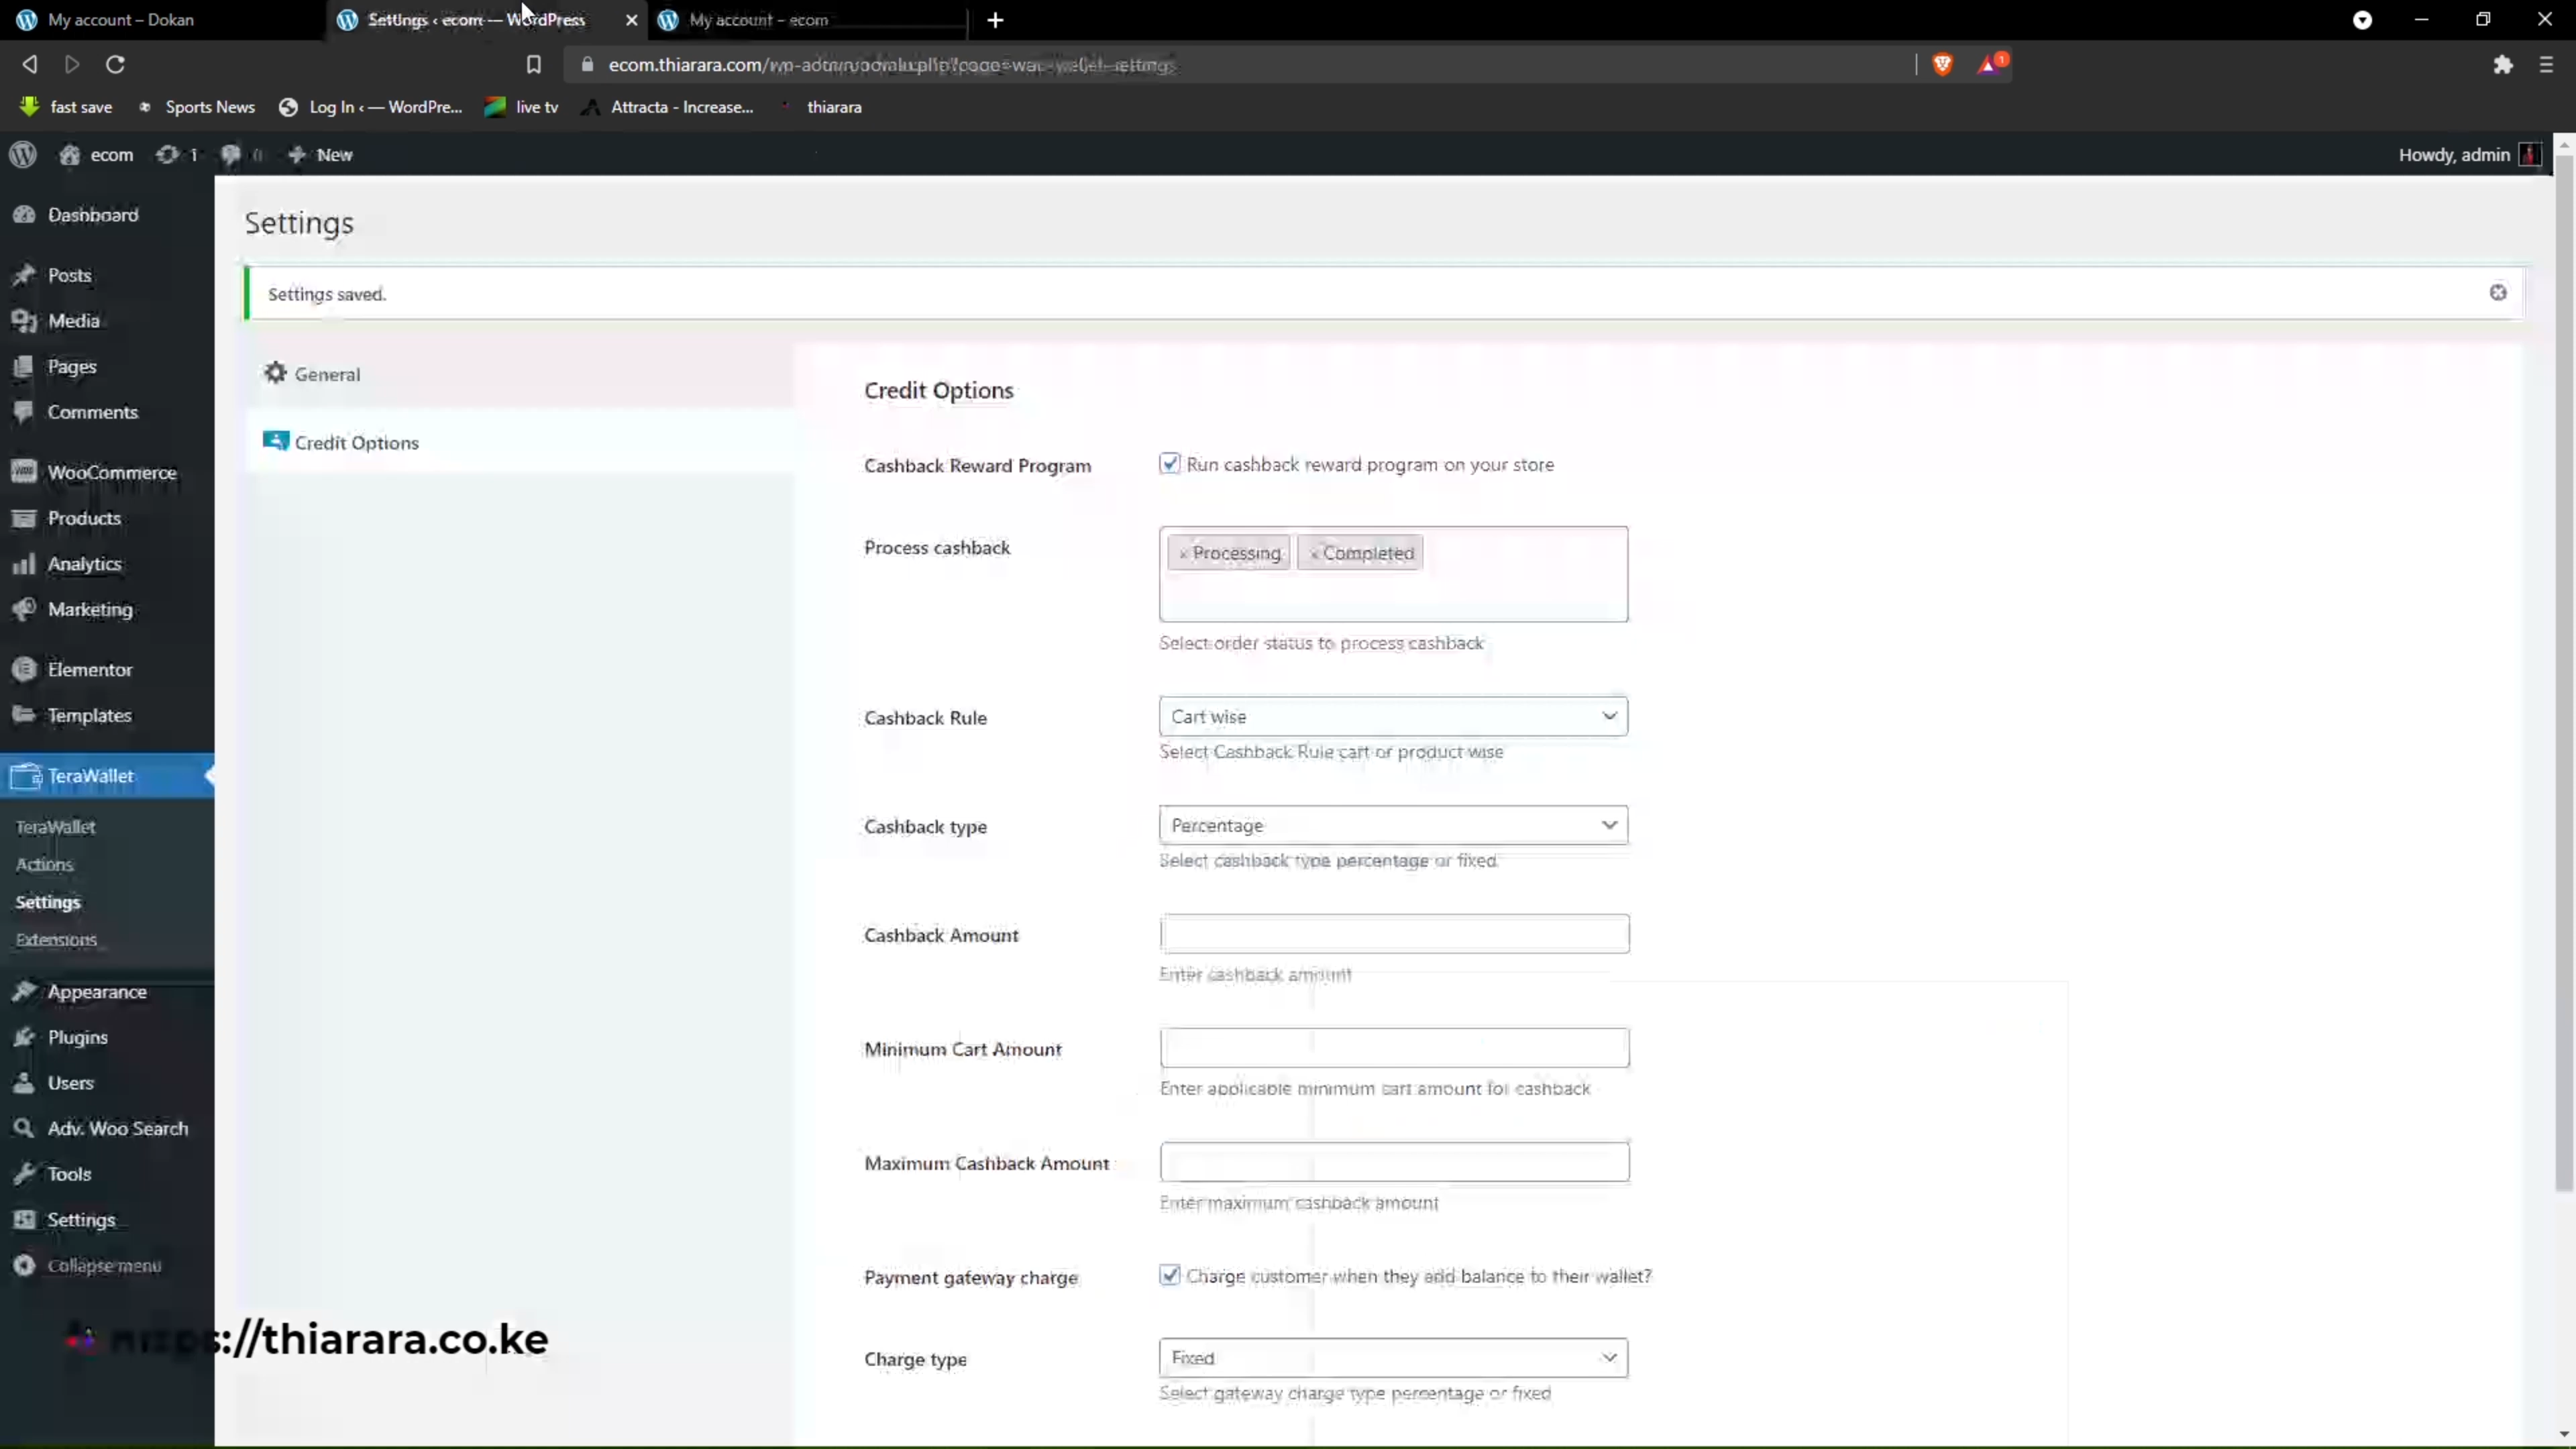 My account – Dokan
Settings ‹ ecom — WordPress
My account – ecom
ecom.thiarara.com/
fast save
Sports News
Log In ‹ — WordPre...
live tv
Attracta - Increase...
thiarara
ecom
1
0
New
Howdy, admin
Dashboard
Posts
Media
Pages
Comments
WooCommerce
Products
Analytics
Marketing
Elementor
Templates
TeraWallet
TeraWallet
Actions
Settings
Extensions
Appearance
Plugins
Users
Adv. Woo Search
Tools
Settings
Collapse menu
Settings
Settings saved.
General
Credit Options
Credit Options
Cashback Reward Program
Run cashback reward program on your store
Process cashback
× Processing × Completed
Select order status to process cashback
Cashback Rule
Cart wise
Select Cashback Rule cart or product wise
Cashback type
Percentage
Select cashback type percentage or fixed
Cashback Amount
Enter cashback amount
Minimum Cart Amount
Enter applicable minimum cart amount for cashback
Maximum Cashback Amount
Enter maximum cashback amount
Payment gateway charge
Charge customer when they add balance to their wallet?
Charge type
Fixed
Select gateway charge type percentage or fixed
https://thiarara.co.ke